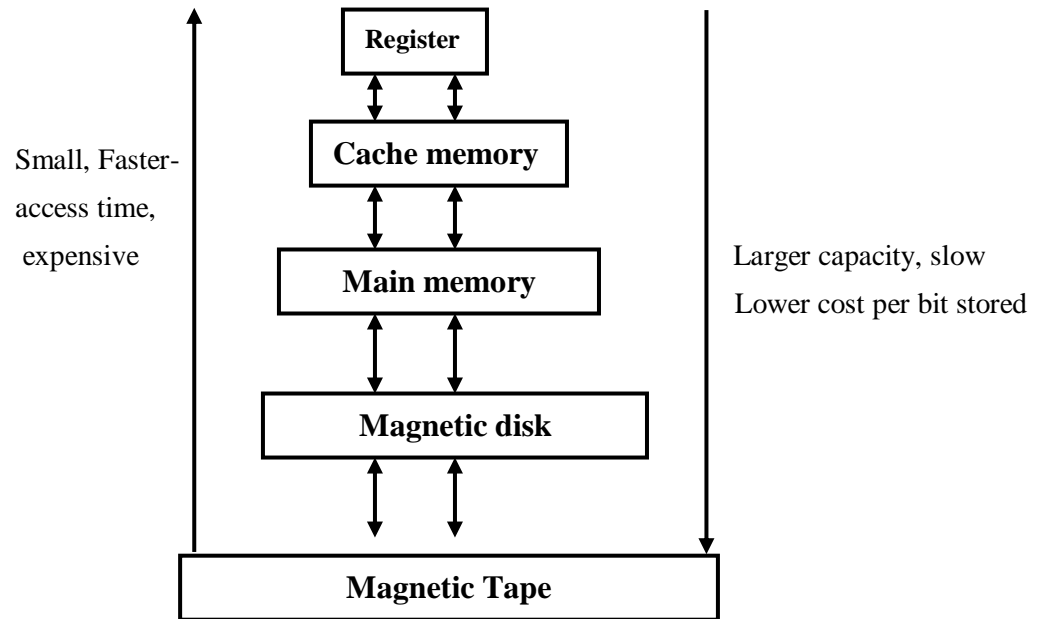 Register
Cache memory
Small, Faster-
access time,
expensive
Main memory
Larger capacity, slow
Lower cost per bit stored
Magnetic disk
Magnetic Tape